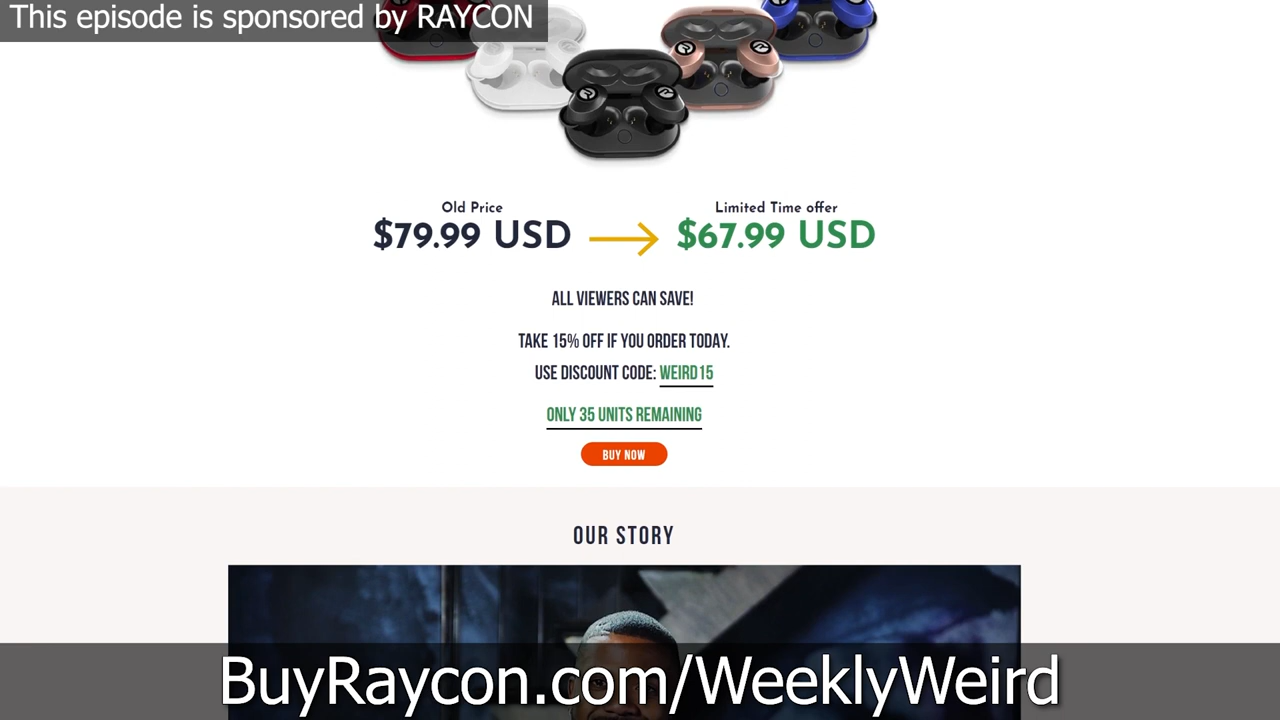 This episode is sponsored by RAYCON
Old Price
Limited Time offer
$79.99 USD
$67.99 USD
ALL VIEWERS CAN SAVE!
TAKE 15% OFF IF YOU ORDER TODAY.
USE DISCOUNT CODE: WEIRD15
ONLY 35 UNITS REMAINING
BUY NOW
OUR STORY
BuyRaycon.com/WeeklyWeird